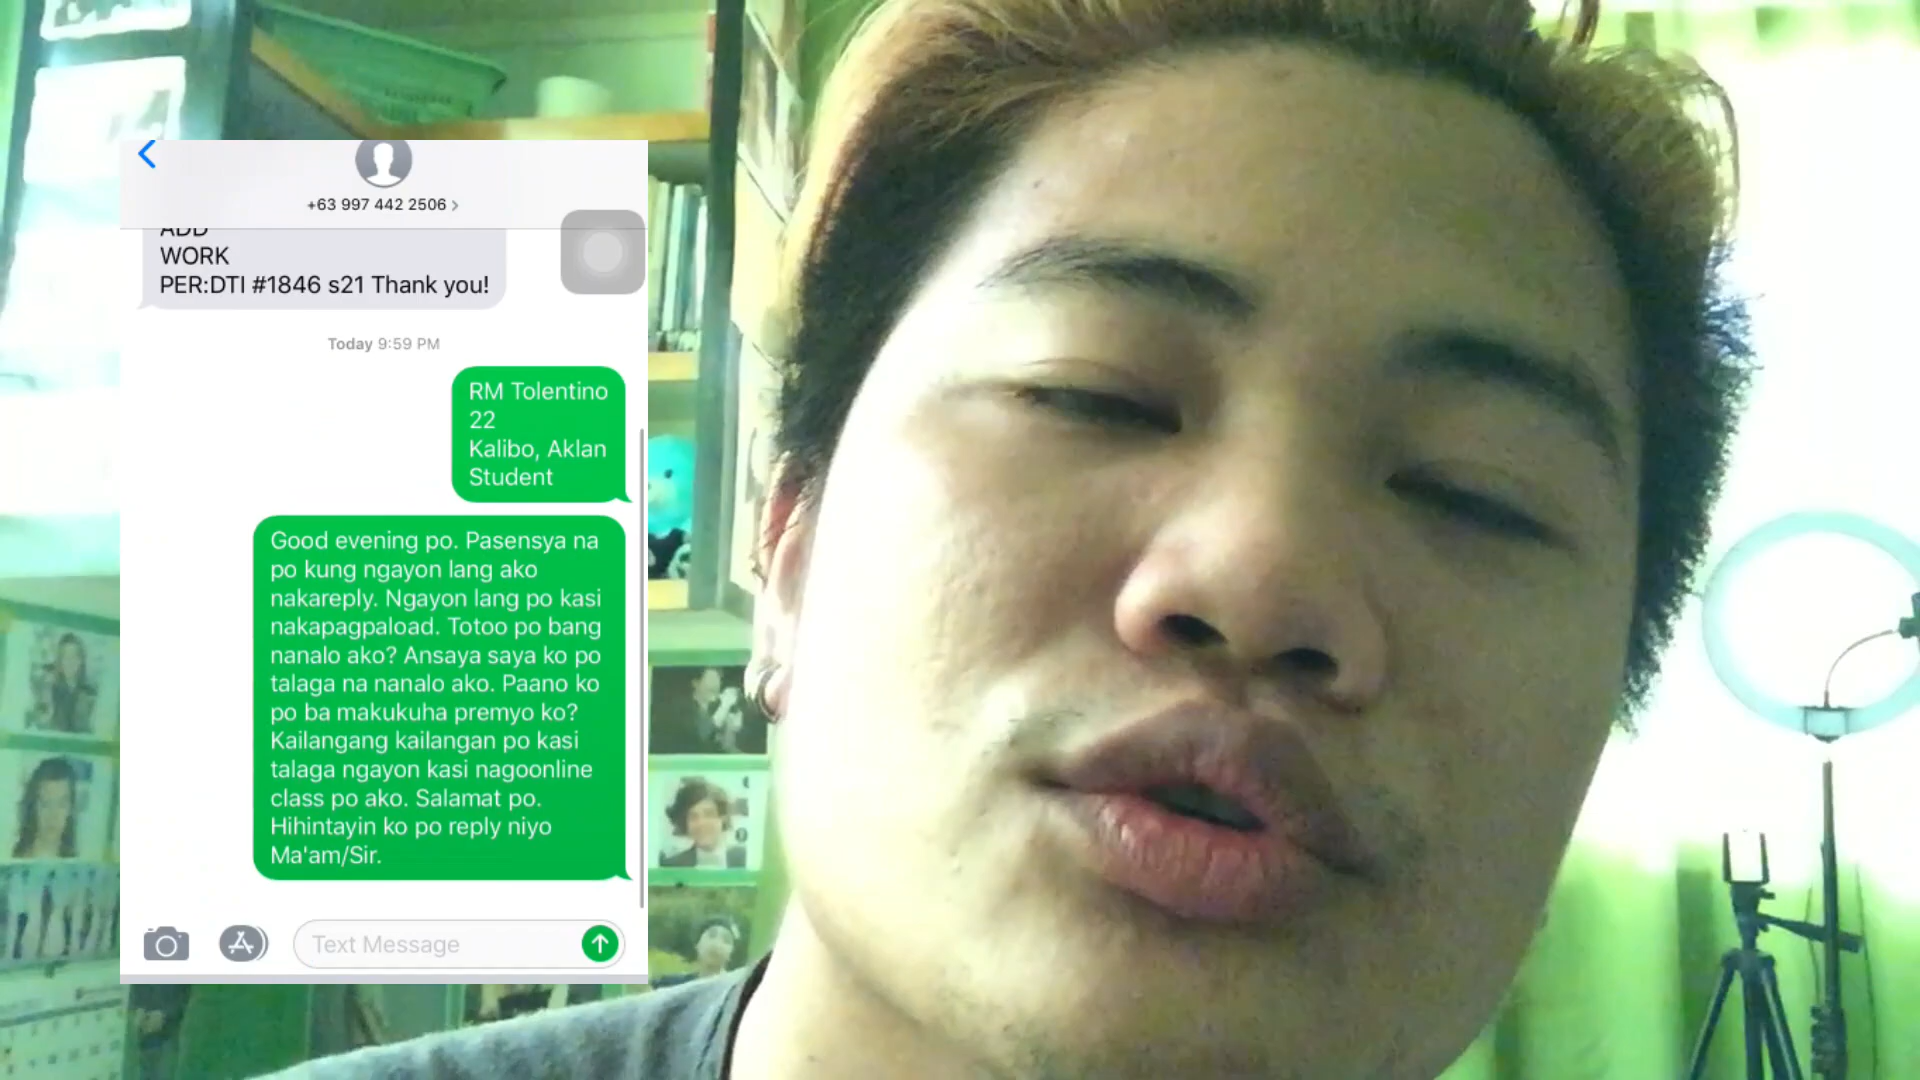 +63 997 442 2506
ADD
WORK
PER:DTI #1846 s21 Thank you!
Today 9:59 PM
RM Tolentino
22
Kalibo, Aklan
Student
Good evening po. Pasensya na
po kung ngayon lang ako
nakareply. Ngayon lang po kasi
nakapagpaload. Totoo po bang
nanalo ako? Ansaya saya ko po
talaga na nanalo ako. Paano ko
po ba makukuha premyo ko?
Kailangang kailangan po kasi
talaga ngayon kasi nagoonline
class po ako. Salamat po.
Hihintayin ko po reply niyo
Ma'am/Sir.
Text Message